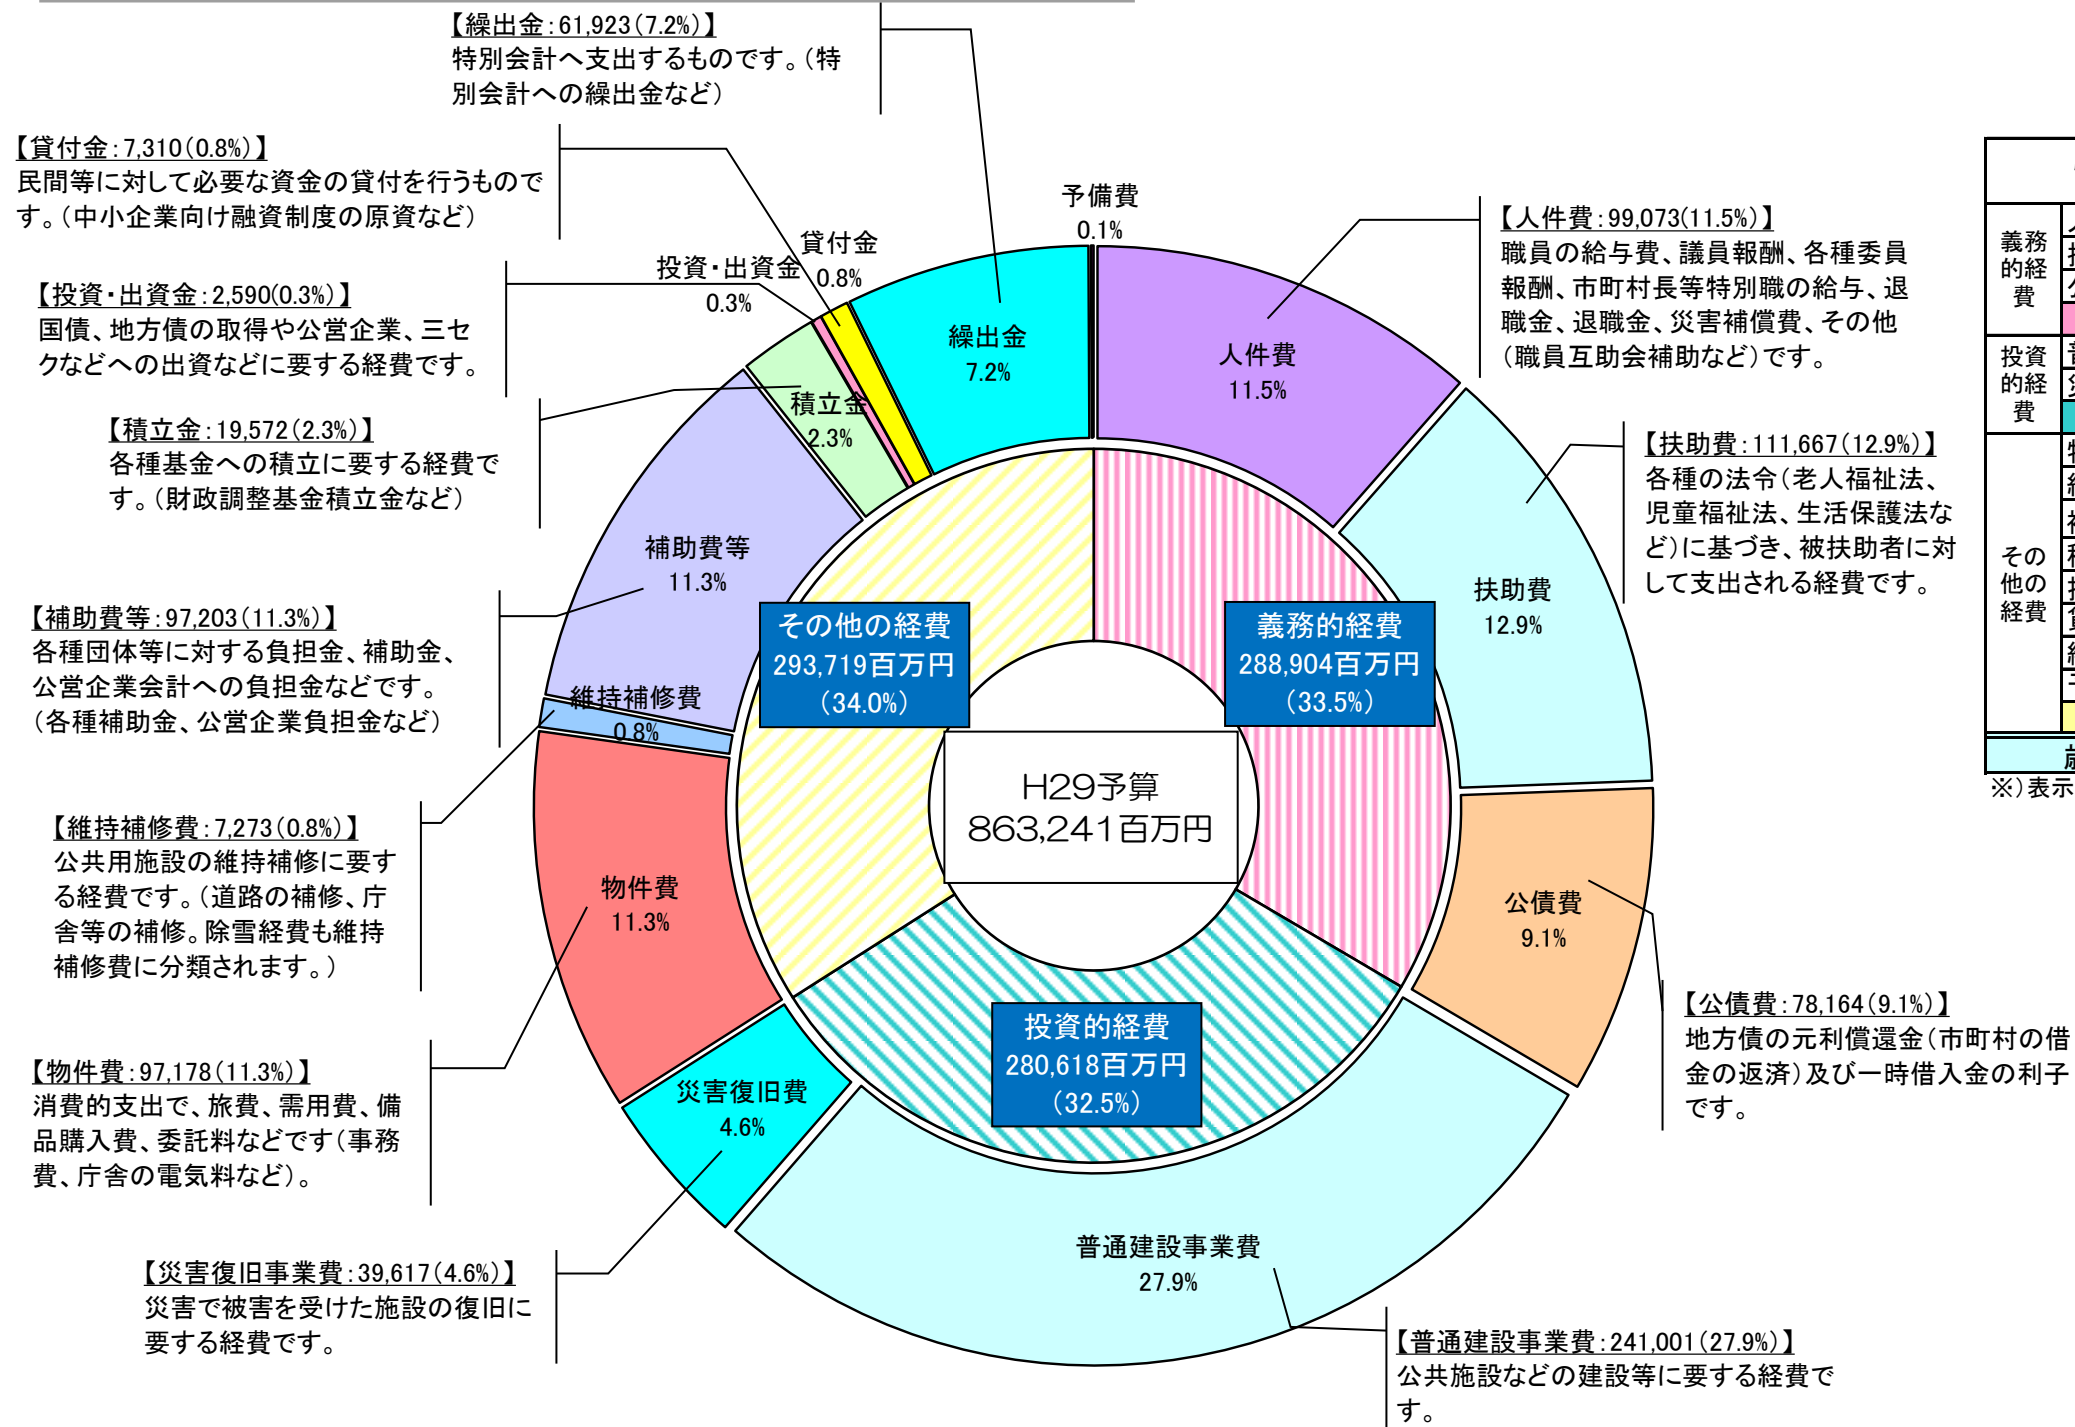 【繰出金：61,923(7.2%)】
特別会計へ支出するものです。（特
別会計への繰出金など）
【貸付金：7,310(0.8%)】
民間等に対して必要な資金の貸付を行うもので
す。（中小企業向け融資制度の原資など）
【投資・出資金：2,590(0.3%)】
国債、地方債の取得や公営企業、三セ
クなどへの出資などに要する経費です。
【積立金：19,572(2.3%)】
各種基金への積立に要する経費で
す。（財政調整基金積立金など）
【補助費等：97,203(11.3%)】
各種団体等に対する負担金、補助金、
公営企業会計への負担金などです。
（各種補助金、公営企業負担金など）
【維持補修費：7,273(0.8%)】
公共用施設の維持補修に要す
る経費です。（道路の補修、庁
舎等の補修。除雪経費も維持
補修費に分類されます。）
【物件費：97,178(11.3%)】
消費的支出で、旅費、需用費、備
品購入費、委託料などです（事務
費、庁舎の電気料など）。
【災害復旧事業費：39,617(4.6%)】
災害で被害を受けた施設の復旧に
要する経費です。
予備費
0.1%
貸付金
0.8%
投資・出資金
0.3%
繰出金
7.2%
積立金
2.3%
補助費等
11.3%
維持補修費
0.8%
物件費
11.3%
災害復旧費
4.6%
普通建設事業費
27.9%
公債費
9.1%
扶助費
12.9%
人件費
11.5%
その他の経費
293,719百万円
（34.0%）
義務的経費
288,904百万円
（33.5%）
H29予算
863,241百万円
投資的経費
280,618百万円
（32.5%）
【人件費：99,073(11.5%)】
職員の給与費、議員報酬、各種委員
報酬、市町村長等特別職の給与、退
職金、退職金、災害補償費、その他
（職員互助会補助など）です。
【扶助費：111,667(12.9%)】
各種の法令（老人福祉法、
児童福祉法、生活保護法な
ど）に基づき、被扶助者に対
して支出される経費です。
【公債費：78,164(9.1%)】
地方債の元利償還金（市町村の借
金の返済）及び一時借入金の利子
です。
【普通建設事業費：241,001(27.9%)】
公共施設などの建設等に要する経費で
す。
義務
的経
費
投資
的経
費
その
他の
経費
※）表示